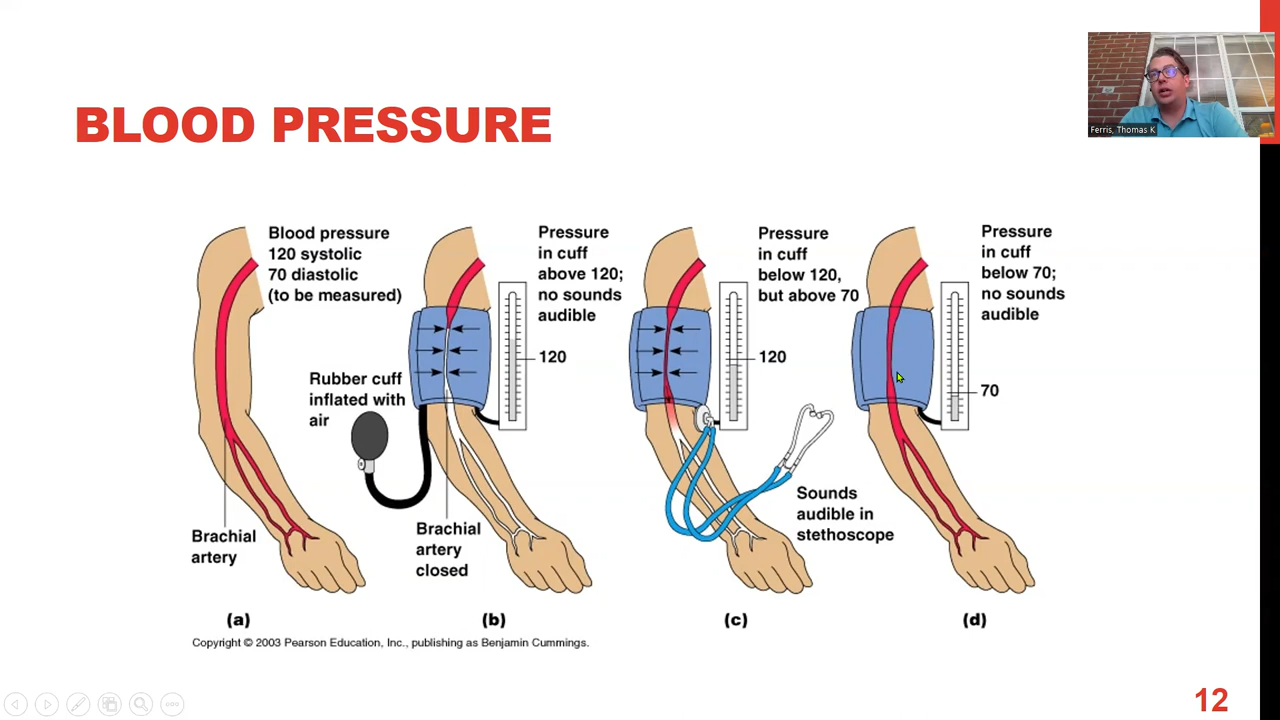 Ferris, Thomas K
BLOOD PRESSURE
Blood pressure
120 systolic
70 diastolic
(to be measured)
Rubber cuff
inflated with
air
Brachial
artery
(a)
Pressure
in cuff
above 120;
no sounds
audible
120
Brachial
artery
closed
(b)
Pressure
in cuff
below 120,
but above 70
120
Sounds
audible in
stethoscope
(c)
Pressure
in cuff
below 70;
no sounds
audible
70
(d)
Copyright © 2003 Pearson Education, Inc., publishing as Benjamin Cummings.
12